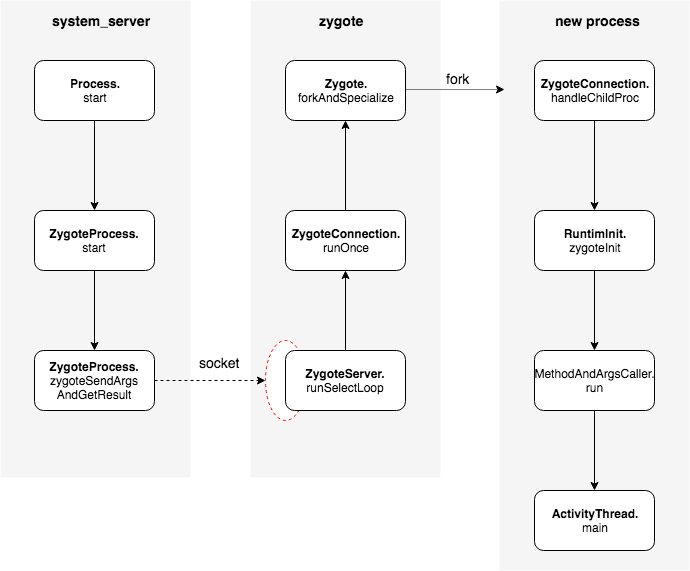 system_server
Process.
start
ZygoteProcess.
start
ZygoteProcess.
zygoteSendArgs
AndGetResult
socket
zygote
Zygote.
forkAndSpecialize
ZygoteConnection.
runOnce
ZygoteServer.
runSelectLoop
fork
new process
ZygoteConnection.
handleChildProc
RuntimInit.
zygoteInit
MethodAndArgsCaller.
run
ActivityThread.
main